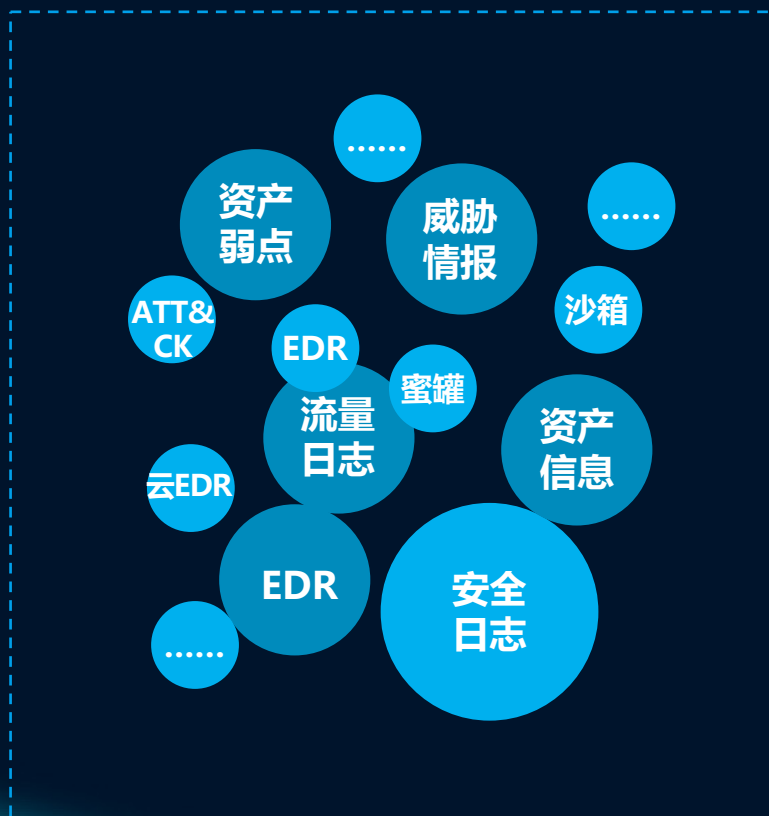 ……
资产
弱点
威胁
情报
……
ATT&
CK
EDR
沙箱
蜜罐
流量
日志
资产
信息
云EDR
EDR
安全
日志
……